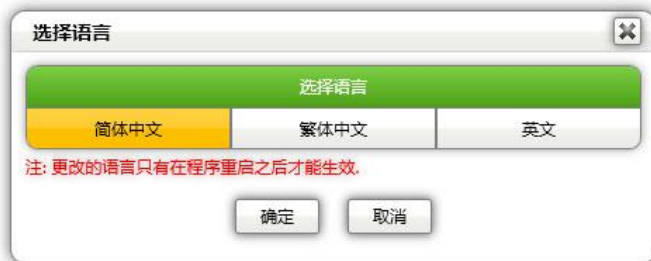 选择语言
选择语言
简体中文 繁体中文 英文
注: 更改的语言只有在程序重启之后才能生效.
确定 取消